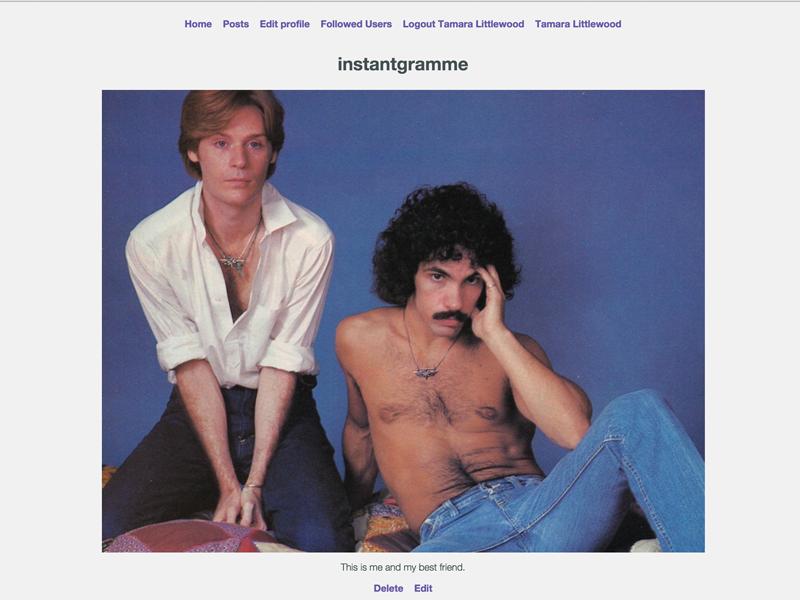 Home Posts Edit profile Followed Users Logout Tamara Littlewood Tamara Littlewood
instantgramme
This is me and my best friend.
Delete Edit